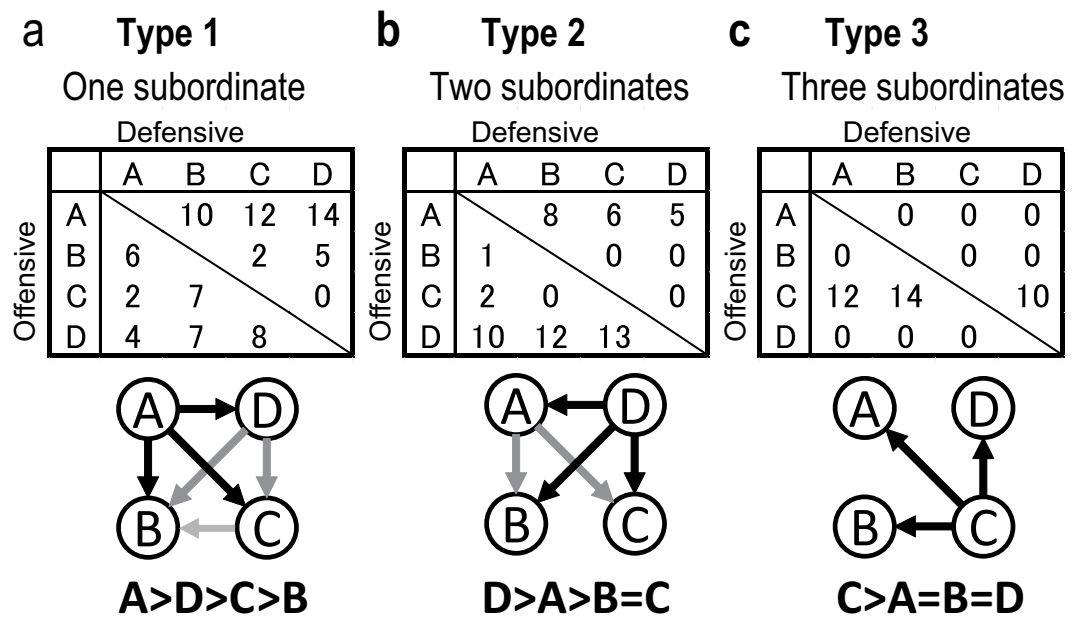 a Type 1
One subordinate
Defensive
Offensive
A B C D
A 10 12 14
B 6 2 5
C 2 7 0
D 4 7 8
A D
B C
A>D>C>B
b Type 2
Two subordinates
Defensive
Offensive
A B C D
A 8 6 5
B 1 0 0
C 2 0 0
D 10 12 13
A D
B C
D>A>B=C
c Type 3
Three subordinates
Defensive
Offensive
A B C D
A 0 0 0
B 0 0 0
C 12 14 10
D 0 0 0
A D
B C
C>A=B=D